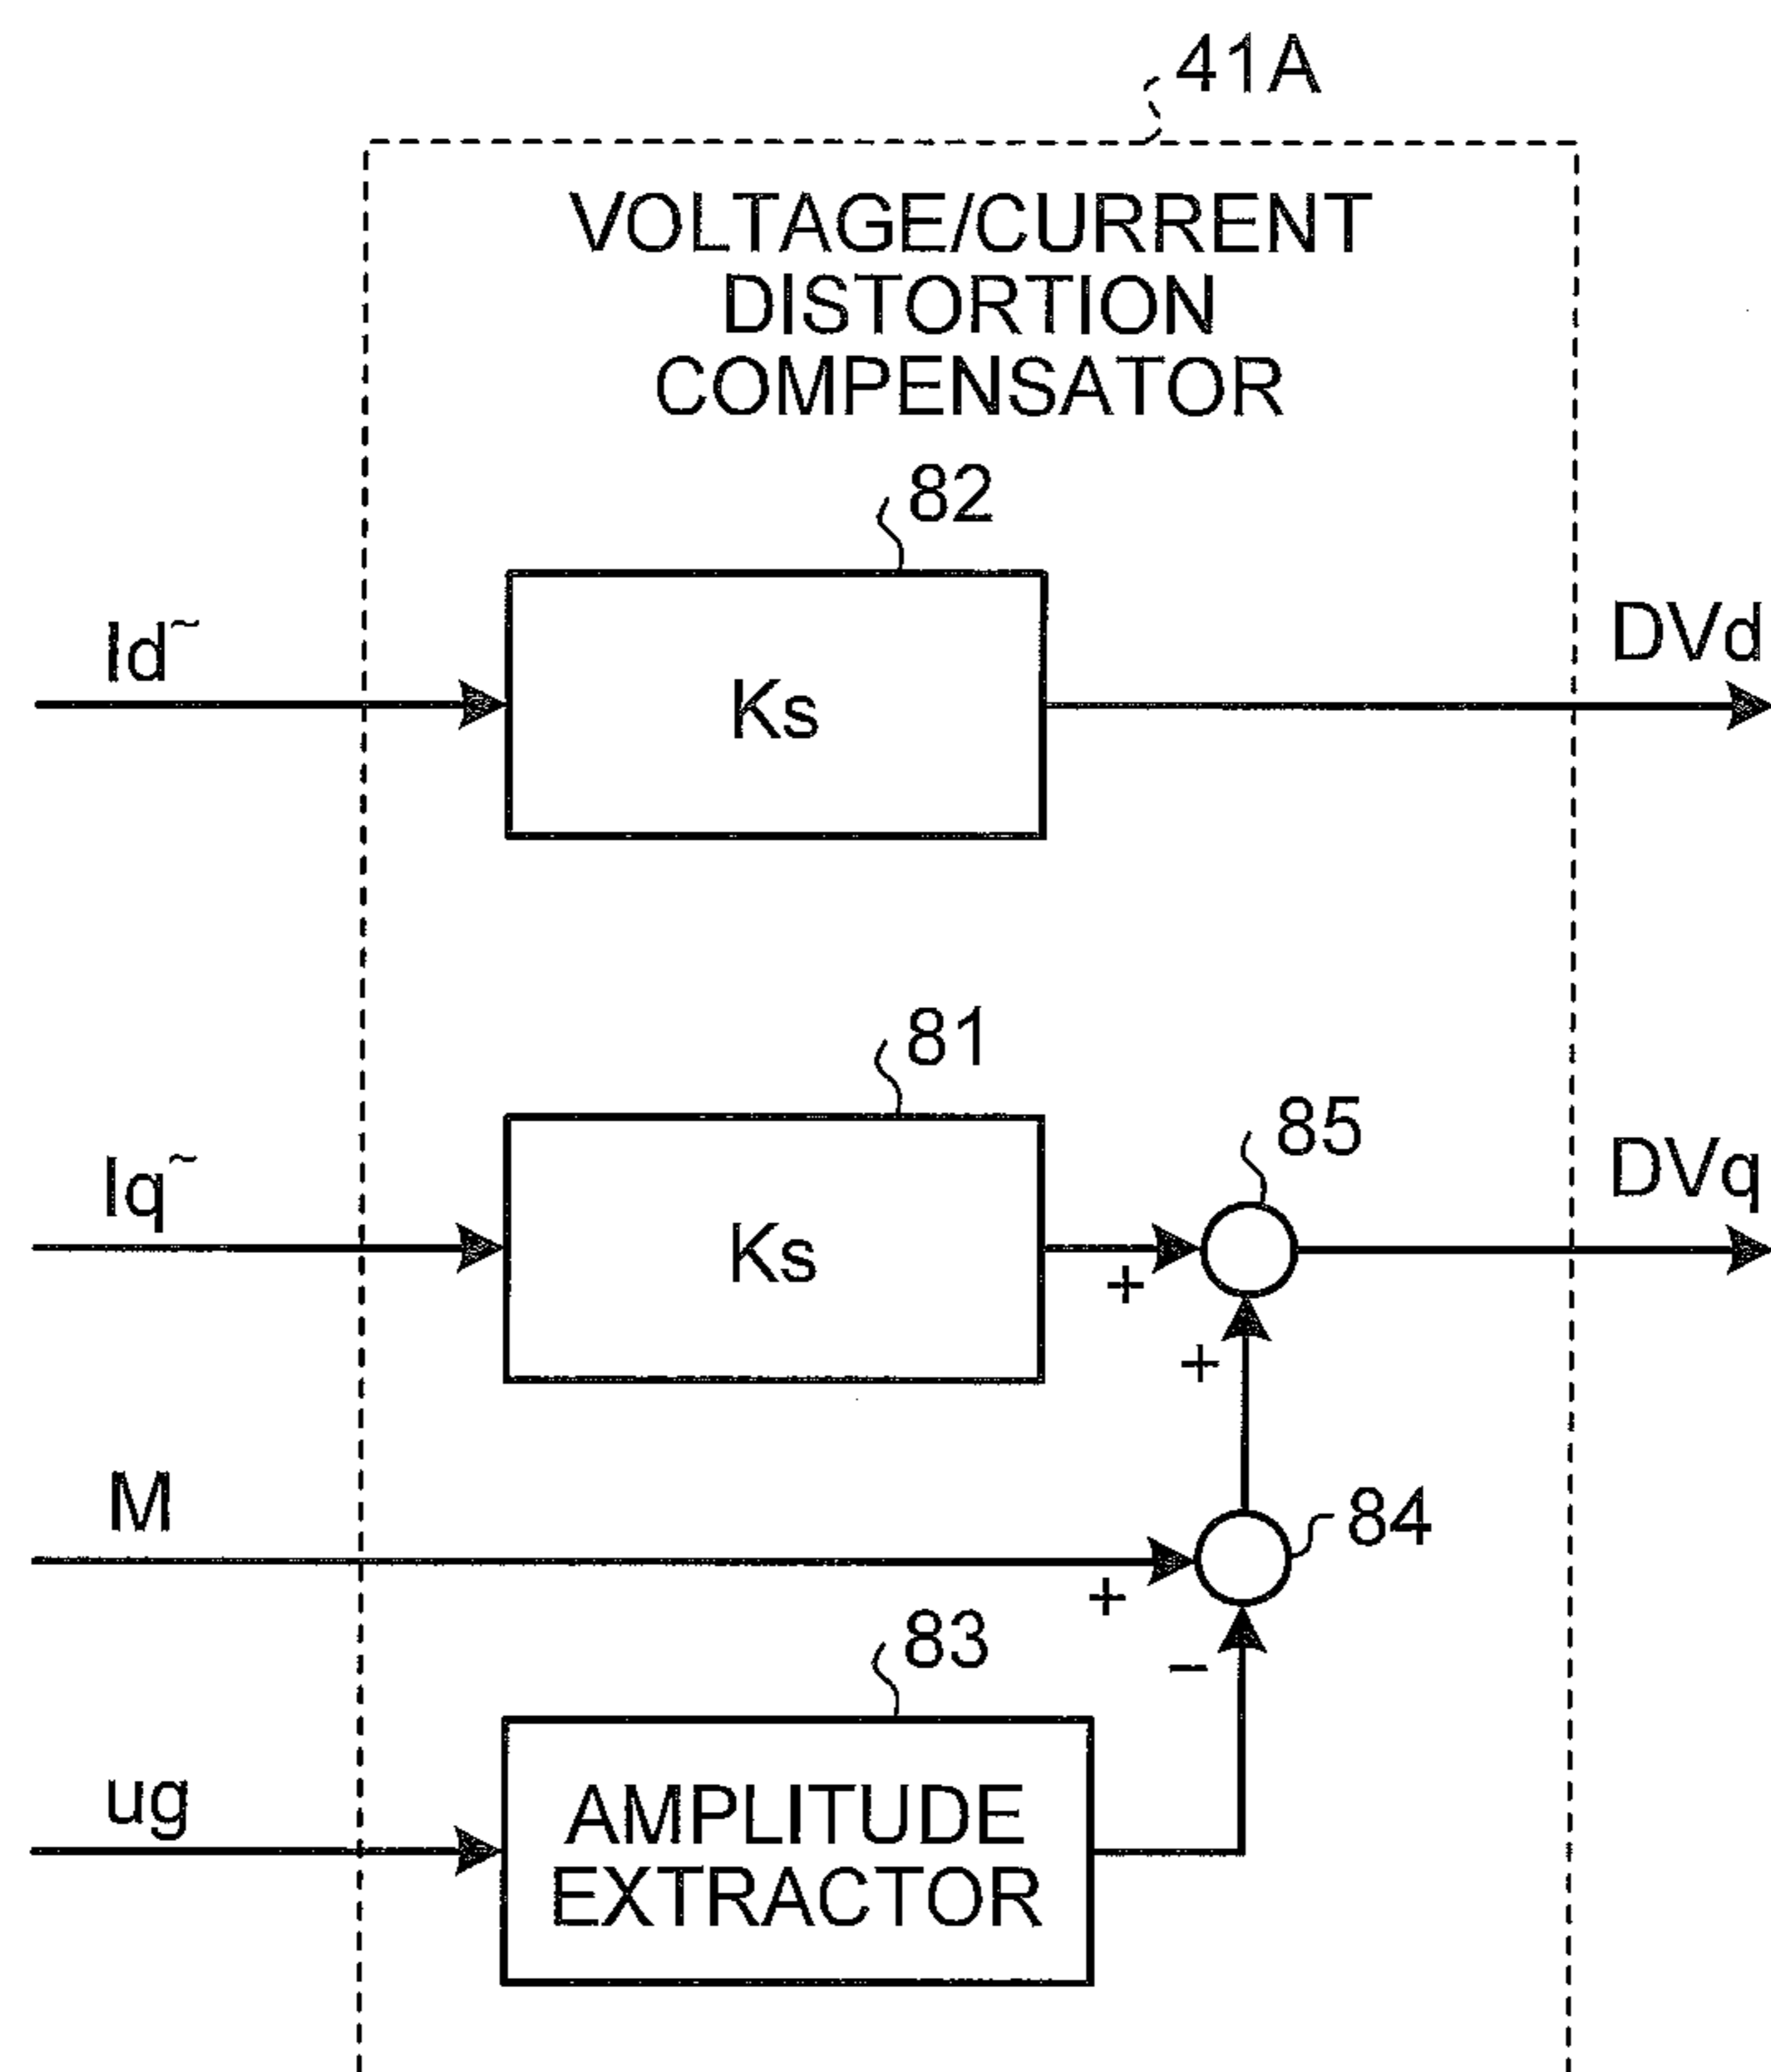 41A
VOLTAGE/CURRENT
DISTORTION
COMPENSATOR
82
Id~
Ks
DVd
81
85
Iq~
Ks
DVq
+
+
M
84
+
83
−
ug
AMPLITUDE
EXTRACTOR